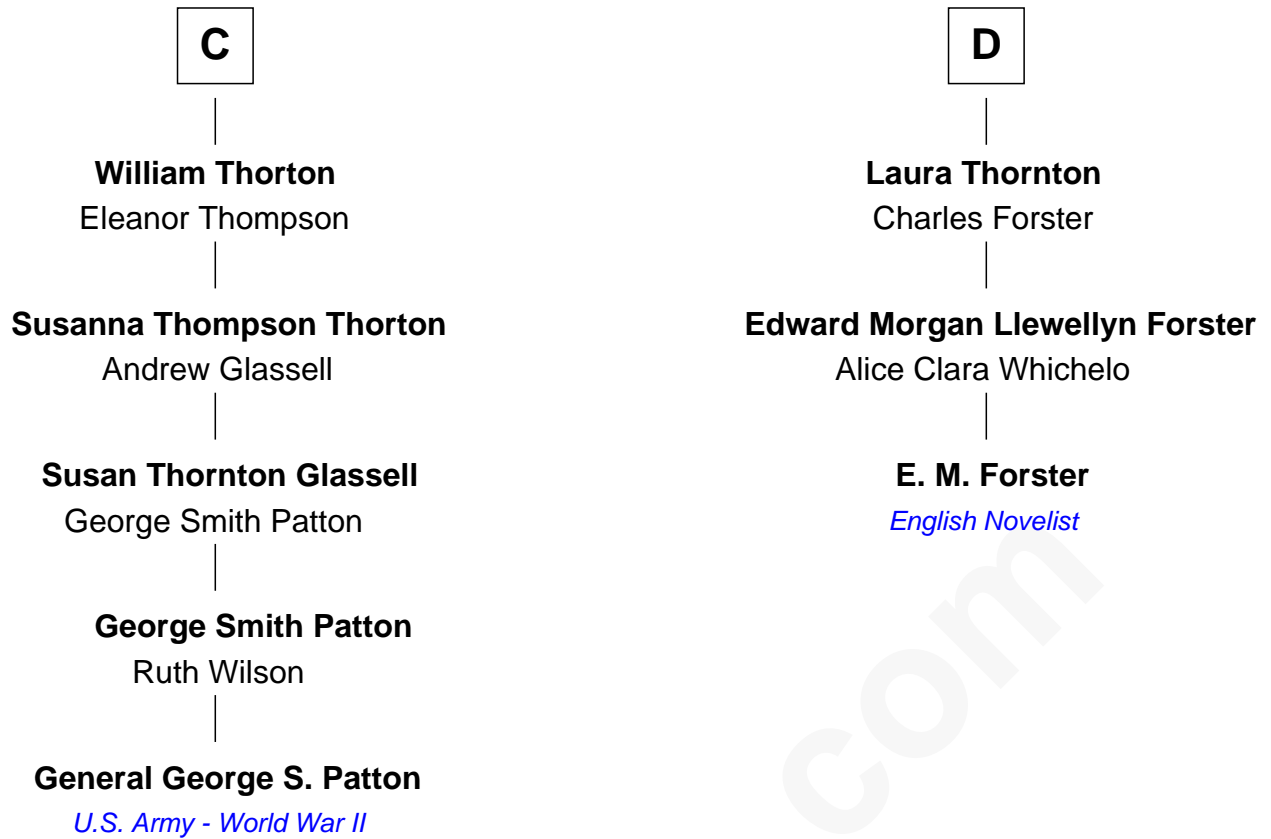 C
William Thorton
Eleanor Thompson
Susanna Thompson Thorton
Andrew Glassell
Susan Thornton Glassell
George Smith Patton
George Smith Patton
Ruth Wilson
General George S. Patton
U.S. Army - World War II
D
Laura Thornton
Charles Forster
Edward Morgan Llewellyn Forster
Alice Clara Whichelo
E. M. Forster
English Novelist
com